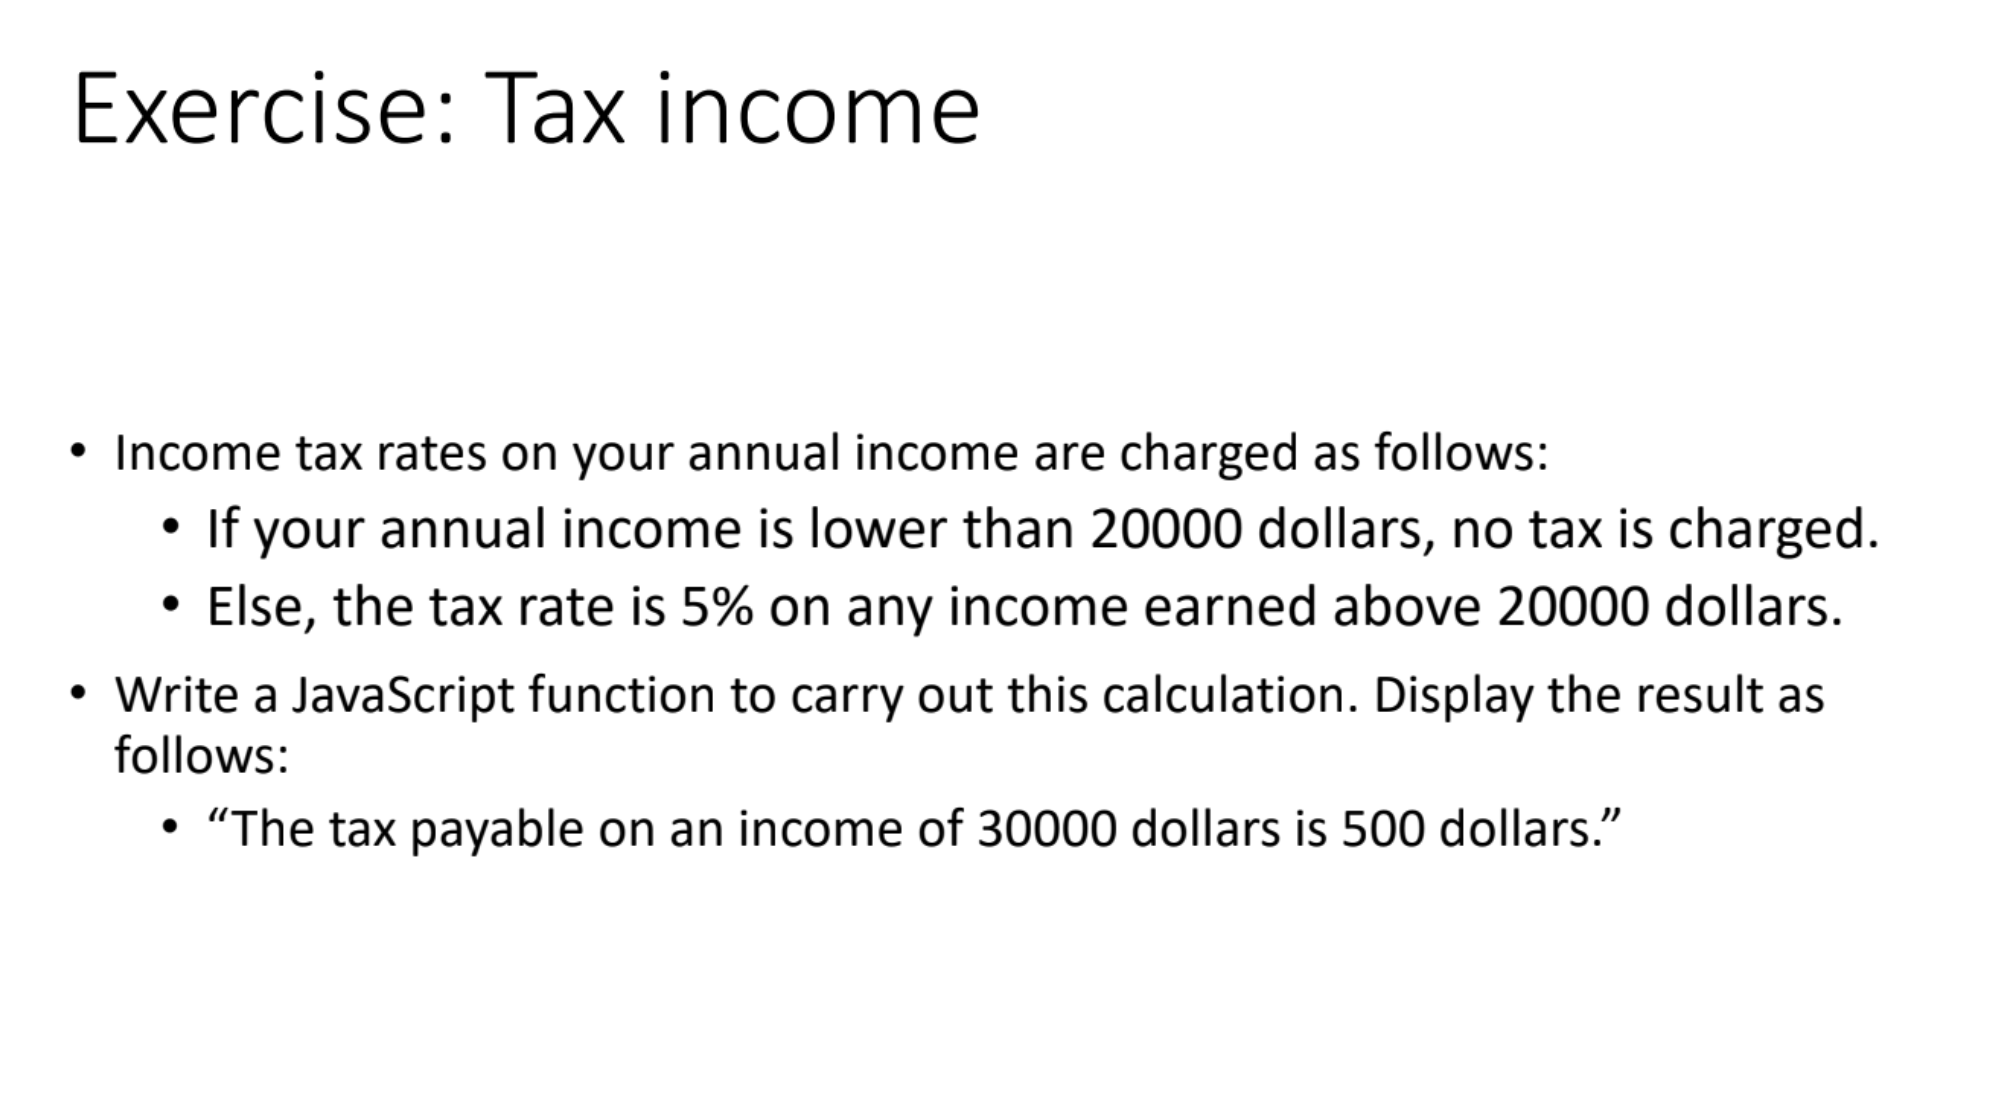 Exercise: Tax income
• Income tax rates on your annual income are charged as follows:
• If your annual income is lower than 20000 dollars, no tax is charged.
• Else, the tax rate is 5% on any income earned above 20000 dollars.
• Write a JavaScript function to carry out this calculation. Display the result as
follows:
• “The tax payable on an income of 30000 dollars is 500 dollars.”